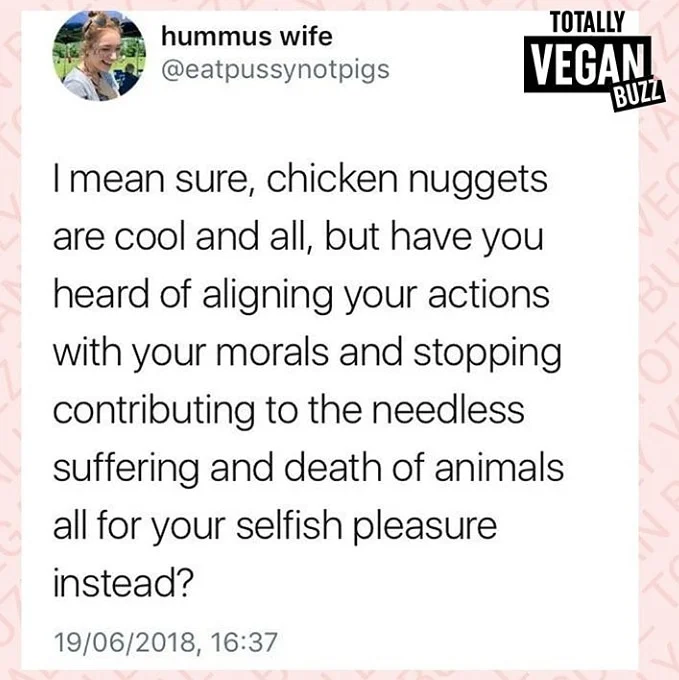 hummus wife
@eatpussynotpigs
TOTALLY
VEGAN
BUZZ
I mean sure, chicken nuggets
are cool and all, but have you
heard of aligning your actions
with your morals and stopping
contributing to the needless
suffering and death of animals
all for your selfish pleasure
instead?
19/06/2018, 16:37